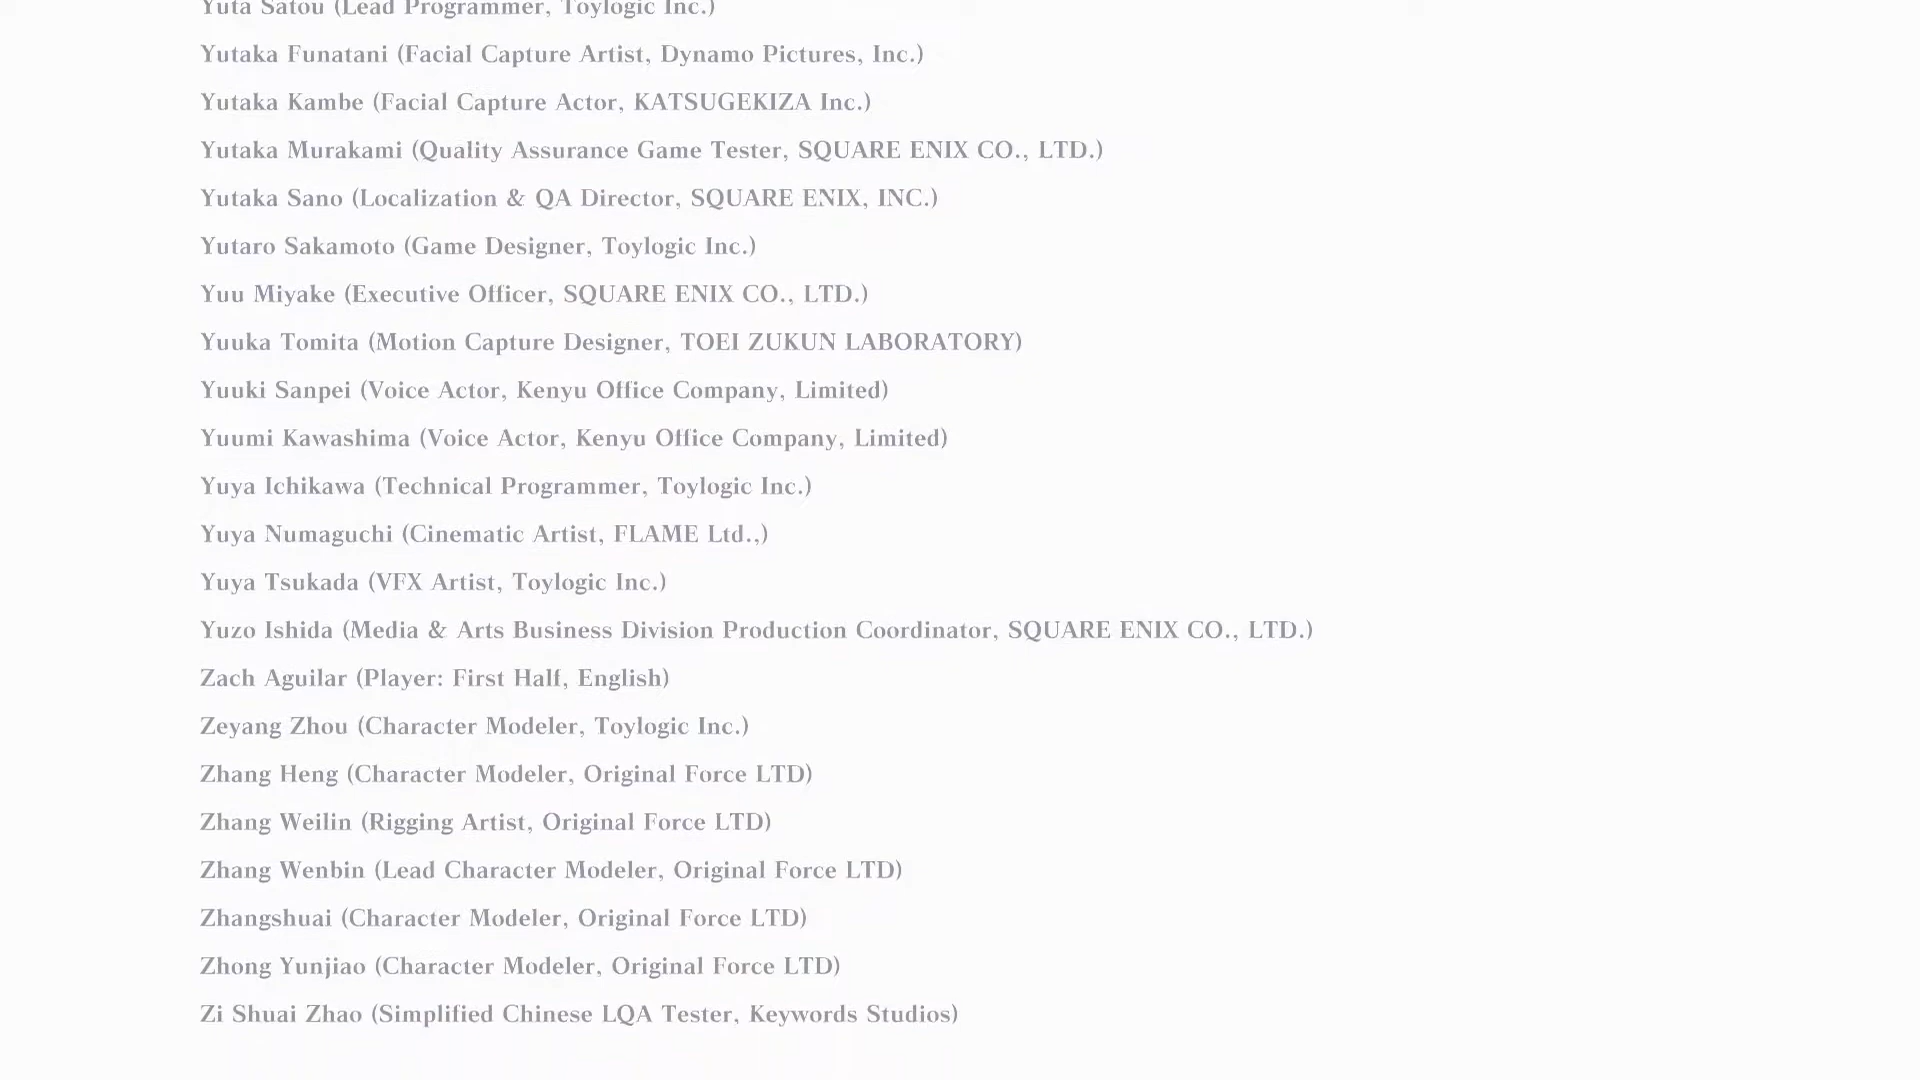 Yuta Satou (Lead Programmer, Toylogic Inc.)
Yutaka Funatani (Facial Capture Artist, Dynamo Pictures, Inc.)
Yutaka Kambe (Facial Capture Actor, KATSUGEKIZA Inc.)
Yutaka Murakami (Quality Assurance Game Tester, SQUARE ENIX CO., LTD.)
Yutaka Sano (Localization & QA Director, SQUARE ENIX, INC.)
Yutaro Sakamoto (Game Designer, Toylogic Inc.)
Yuu Miyake (Executive Officer, SQUARE ENIX CO., LTD.)
Yuuka Tomita (Motion Capture Designer, TOEI ZUKUN LABORATORY)
Yuuki Sanpei (Voice Actor, Kenyu Office Company, Limited)
Yuumi Kawashima (Voice Actor, Kenyu Office Company, Limited)
Yuya Ichikawa (Technical Programmer, Toylogic Inc.)
Yuya Numaguchi (Cinematic Artist, FLAME Ltd.,)
Yuya Tsukada (VFX Artist, Toylogic Inc.)
Yuzo Ishida (Media & Arts Business Division Production Coordinator, SQUARE ENIX CO., LTD.)
Zach Aguilar (Player: First Half, English)
Zeyang Zhou (Character Modeler, Toylogic Inc.)
Zhang Heng (Character Modeler, Original Force LTD)
Zhang Weilin (Rigging Artist, Original Force LTD)
Zhang Wenbin (Lead Character Modeler, Original Force LTD)
Zhangshuai (Character Modeler, Original Force LTD)
Zhong Yunjiao (Character Modeler, Original Force LTD)
Zi Shuai Zhao (Simplified Chinese LQA Tester, Keywords Studios)